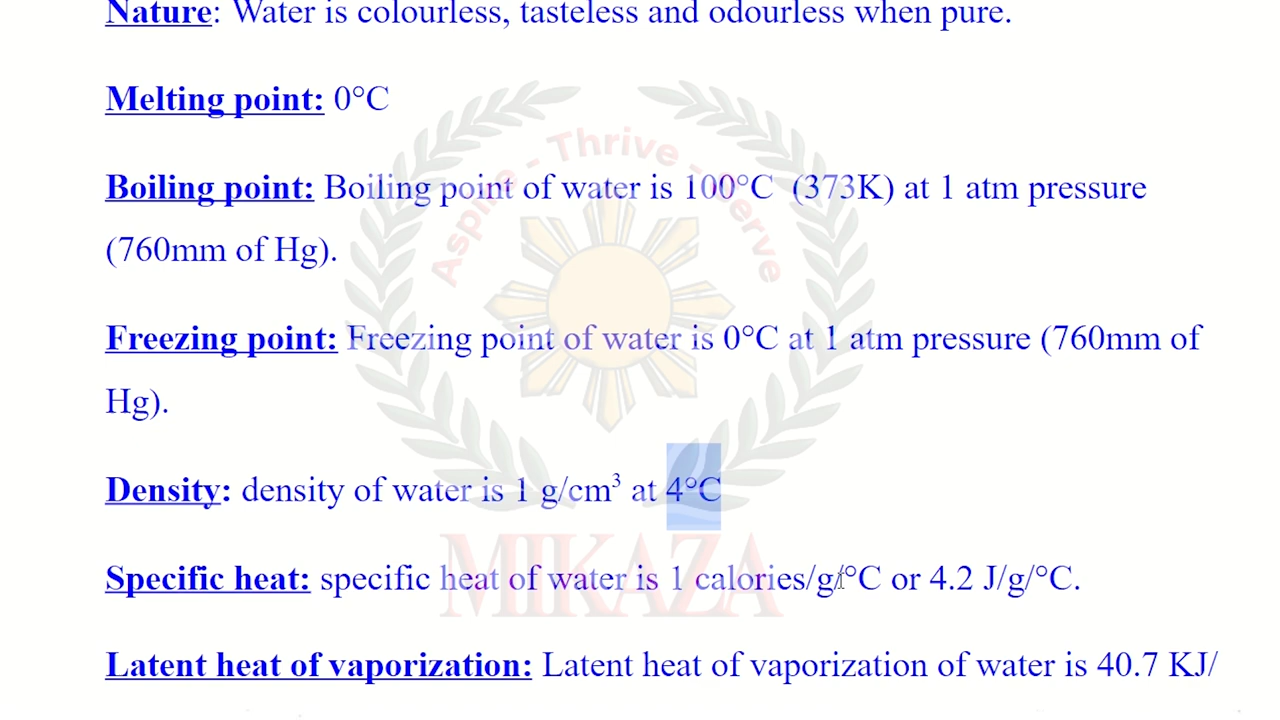 Nature: Water is colourless, tasteless and odourless when pure.
Melting point: 0°C
Aspire - Thrive - Serve
Boiling point: Boiling point of water is 100°C (373K) at 1 atm pressure
(760mm of Hg).
Freezing point: Freezing point of water is 0°C at 1 atm pressure (760mm of
Hg).
Density: density of water is 1 g/cm³ at 4°C
MIKAZA
Specific heat: specific heat of water is 1 calories/g/°C or 4.2 J/g/°C.
Latent heat of vaporization: Latent heat of vaporization of water is 40.7 KJ/